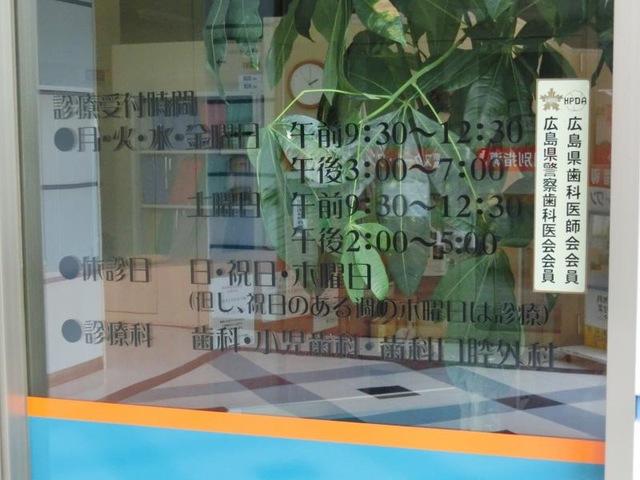 診療受付時間
●月・火・水・金曜日 午前9:30〜12:30
午後3:00〜7:00
土曜日 午前9:30〜12:30
午後2:00〜5:00
●休診日 日・祝日・木曜日
(但し、祝日のある週の木曜日は診療)
●診療科 歯科・小児歯科・歯科口腔外科
HPDA
広島県歯科医師会会員
広島県警察歯科医会会員